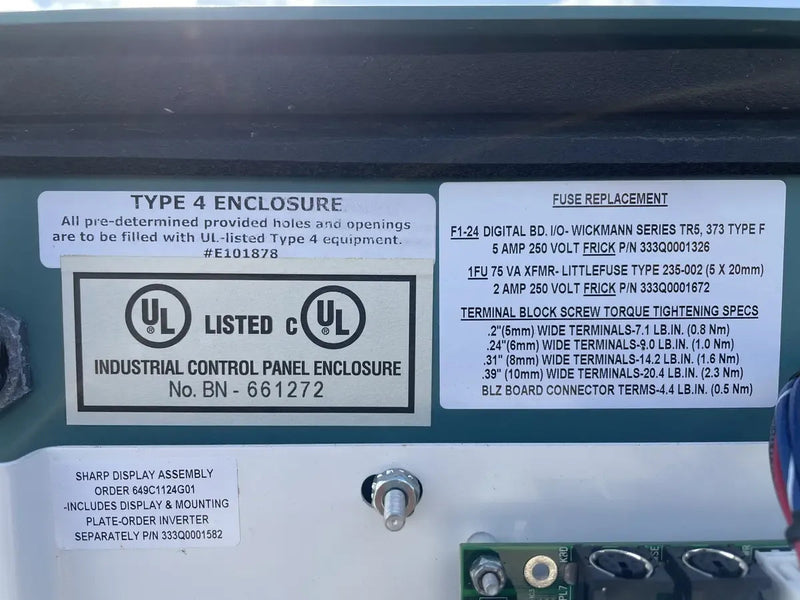 TYPE 4 ENCLOSURE
All pre-determined provided holes and openings
are to be filled with UL-listed Type 4 equipment.
#E101878
UL ® LISTED C UL ®
INDUSTRIAL CONTROL PANEL ENCLOSURE
No. BN - 661272
FUSE REPLACEMENT
F1-24 DIGITAL BD. I/O- WICKMANN SERIES TR5, 373 TYPE F
5 AMP 250 VOLT FRICK P/N 333Q0001326
1FU 75 VA XFMR- LITTLEFUSE TYPE 235-002 (5 X 20mm)
2 AMP 250 VOLT FRICK P/N 333Q0001672
TERMINAL BLOCK SCREW TORQUE TIGHTENING SPECS
.2"(5mm) WIDE TERMINALS-7.1 LB.IN. (0.8 Nm)
.24"(6mm) WIDE TERMINALS-9.0 LB.IN. (1.0 Nm)
.31" (8mm) WIDE TERMINALS-14.2 LB.IN. (1.6 Nm)
.39" (10mm) WIDE TERMINALS-20.4 LB.IN. (2.3 Nm)
BLZ BOARD CONNECTOR TERMS-4.4 LB.IN. (0.5 Nm)
SHARP DISPLAY ASSEMBLY
ORDER 649C1124G01
-INCLUDES DISPLAY & MOUNTING
PLATE-ORDER INVERTER
SEPARATELY P/N 333Q0001582
PL7